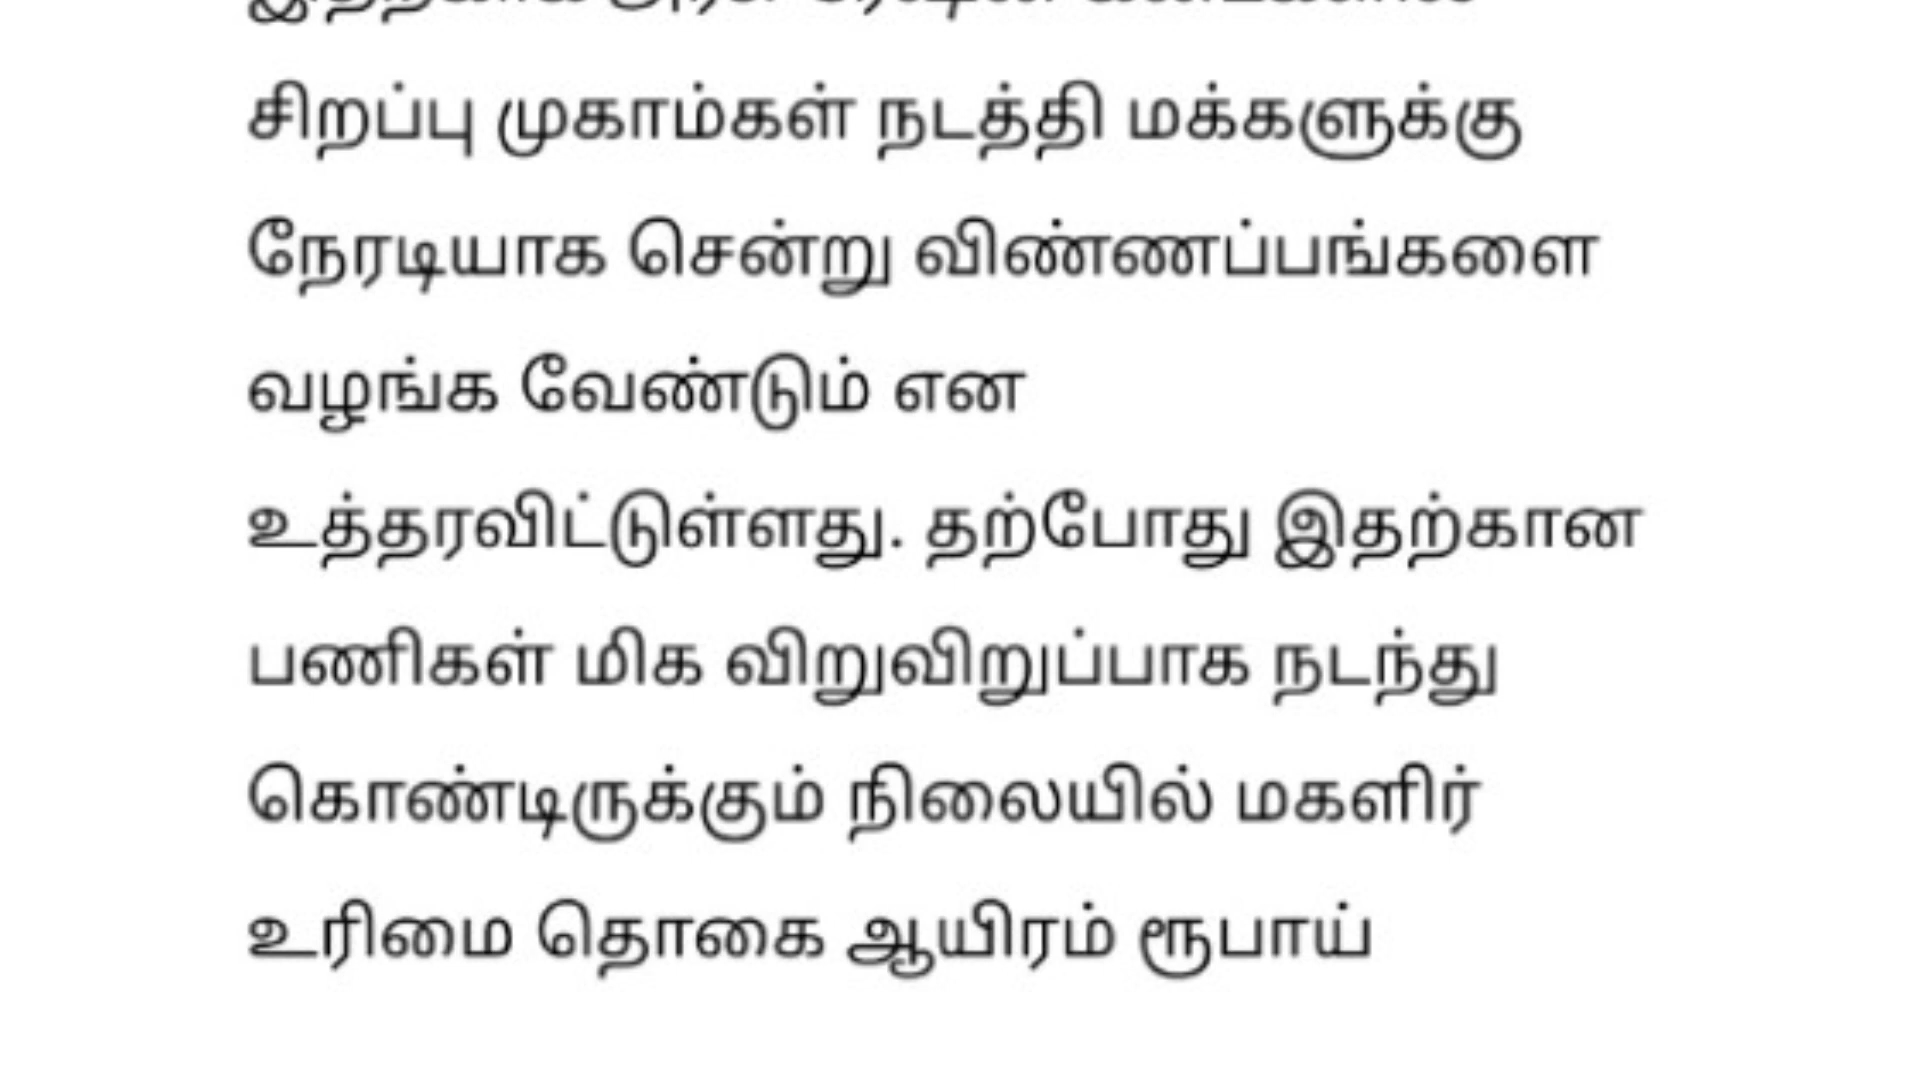 சிறப்பு முகாம்கள் நடத்தி மக்களுக்கு
நேரடியாக சென்று விண்ணப்பங்களை
வழங்க வேண்டும் என
உத்தரவிட்டுள்ளது. தற்போது இதற்கான
பணிகள் மிக விறுவிறுப்பாக நடந்து
கொண்டிருக்கும் நிலையில் மகளிர்
உரிமை தொகை ஆயிரம் ரூபாய்